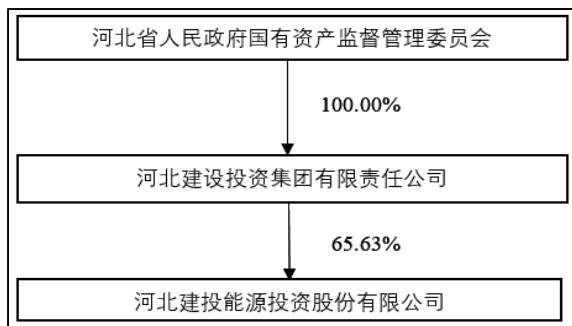 河北省人民政府国有资产监督管理委员会
100.00%
河北建设投资集团有限责任公司
65.63%
河北建投能源投资股份有限公司